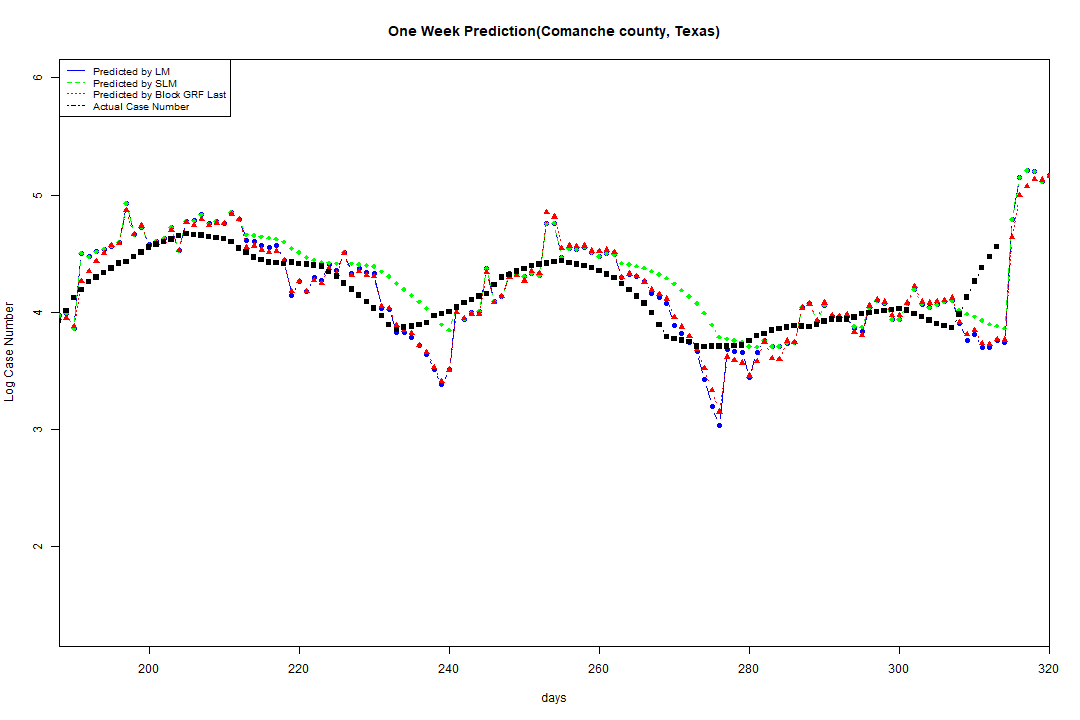 One Week Prediction(Comanche county, Texas)
Predicted by LM
Predicted by SLM
Predicted by Block GRF Last
Actual Case Number
6
5
4
3
2
Log Case Number
200
220
240
260
280
300
320
days